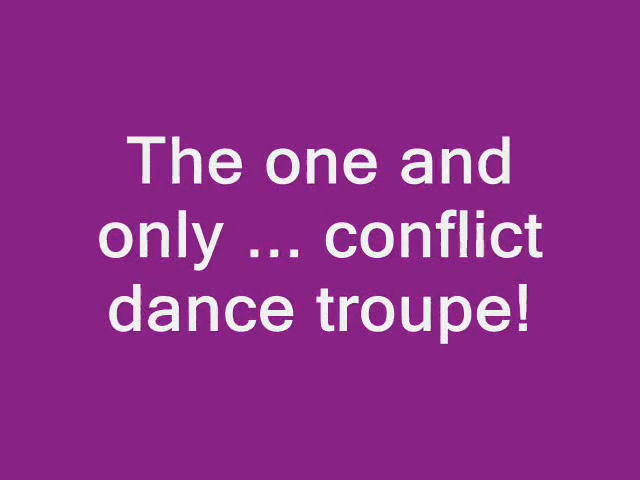 The one and
only ... conflict
dance troupe!